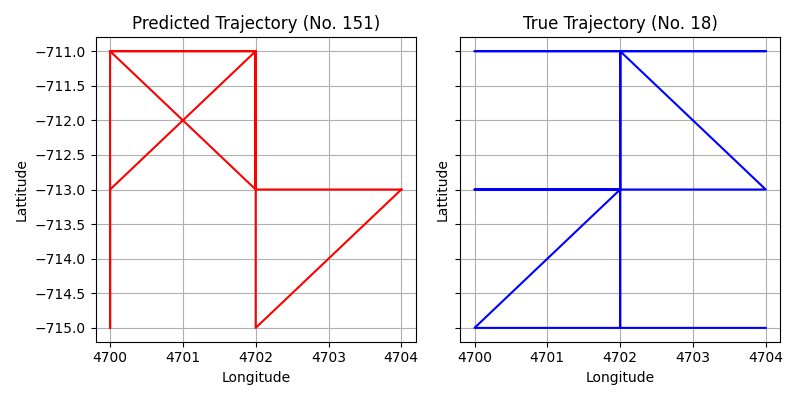 Predicted Trajectory (No. 151)
True Trajectory (No. 18)
−711.0
−711.5
−712.0
−712.5
−713.0
−713.5
−714.0
−714.5
−715.0
Lattitude
Lattitude
4700 4701 4702 4703 4704
4700 4701 4702 4703 4704
Longitude
Longitude